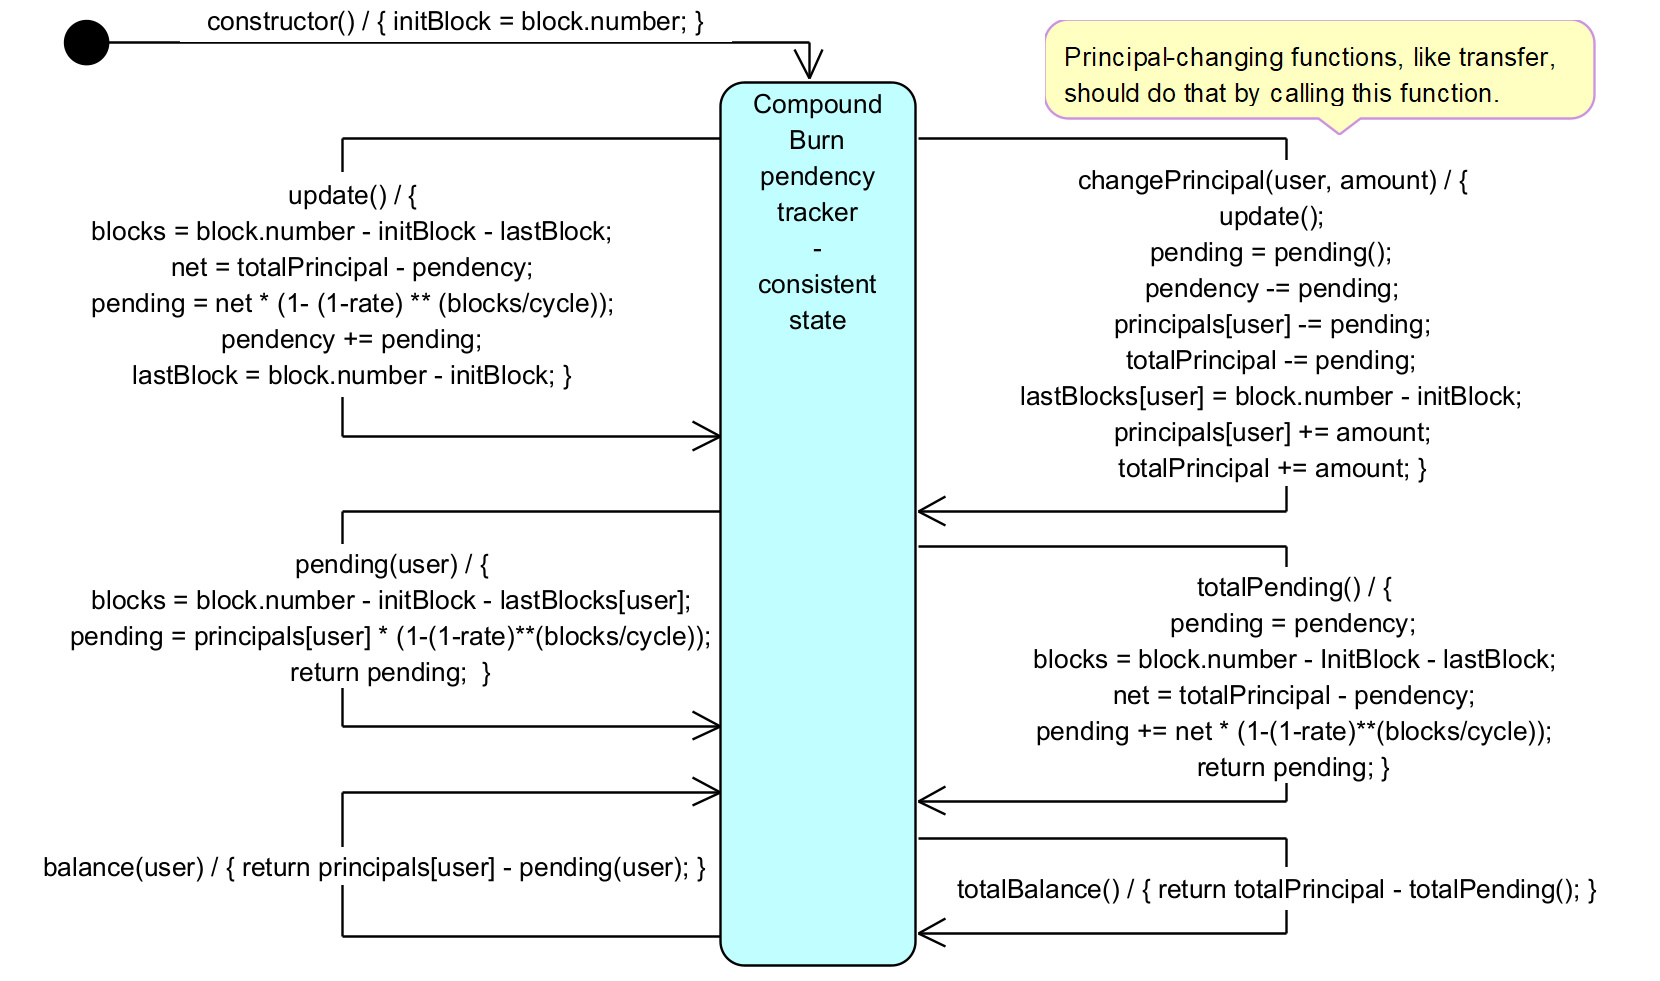 constructor() / { initBlock = block.number; }
Principal-changing functions, like transfer,
should do that by calling this function.
Compound
Burn
pendency
tracker
-
consistent
state
update() / {
blocks = block.number - initBlock - lastBlock;
net = totalPrincipal - pendency;
pending = net * (1- (1-rate) ** (blocks/cycle));
pendency += pending;
lastBlock = block.number - initBlock; }
changePrincipal(user, amount) / {
update();
pending = pending();
pendency -= pending;
principals[user] -= pending;
totalPrincipal -= pending;
lastBlocks[user] = block.number - initBlock;
principals[user] += amount;
totalPrincipal += amount; }
pending(user) / {
blocks = block.number - initBlock - lastBlocks[user];
pending = principals[user] * (1-(1-rate)**(blocks/cycle));
return pending;  }
totalPending() / {
pending = pendency;
blocks = block.number - InitBlock - lastBlock;
net = totalPrincipal - pendency;
pending += net * (1-(1-rate)**(blocks/cycle));
return pending; }
balance(user) / { return principals[user] - pending(user); }
totalBalance() / { return totalPrincipal - totalPending(); }